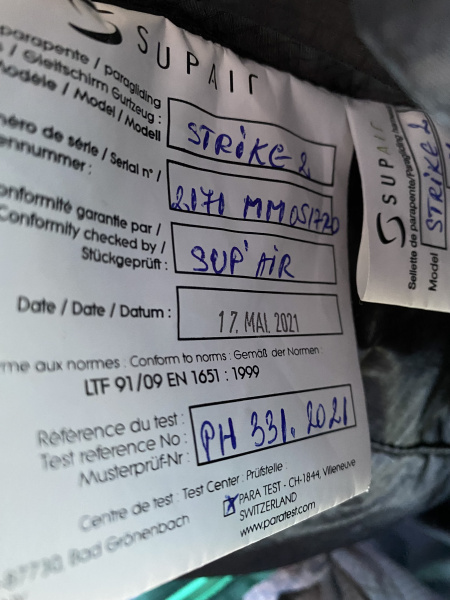 SUPAIR
parapente / paragliding
/ Gleitschirm Gurtzeug :
Modèle / Model / Modell
STRIKE 2
néro de série / Serial n° /
ennummer :
2171 MM051720
onformité garantie par /
Conformity checked by /
Stückgeprüft :
SUP'AIR
Date / Date / Datum :
17. MAI. 2021
rme aux normes : Conform to norms : Gemäß der Normen
LTF 91/09 EN 1651 : 1999
Référence du test :
Test reference No :
Musterprüf-Nr :
PH 331.2021
Centre de test : Test Center : Prüfstelle :
X PARA TEST - CH-1844, Villeneuve
SWITZERLAND
www.paratest.com
-87730, Bad Grönenbach
SUPAIR
Sellette de parapente/Paragliding
Model
STRIKE 2